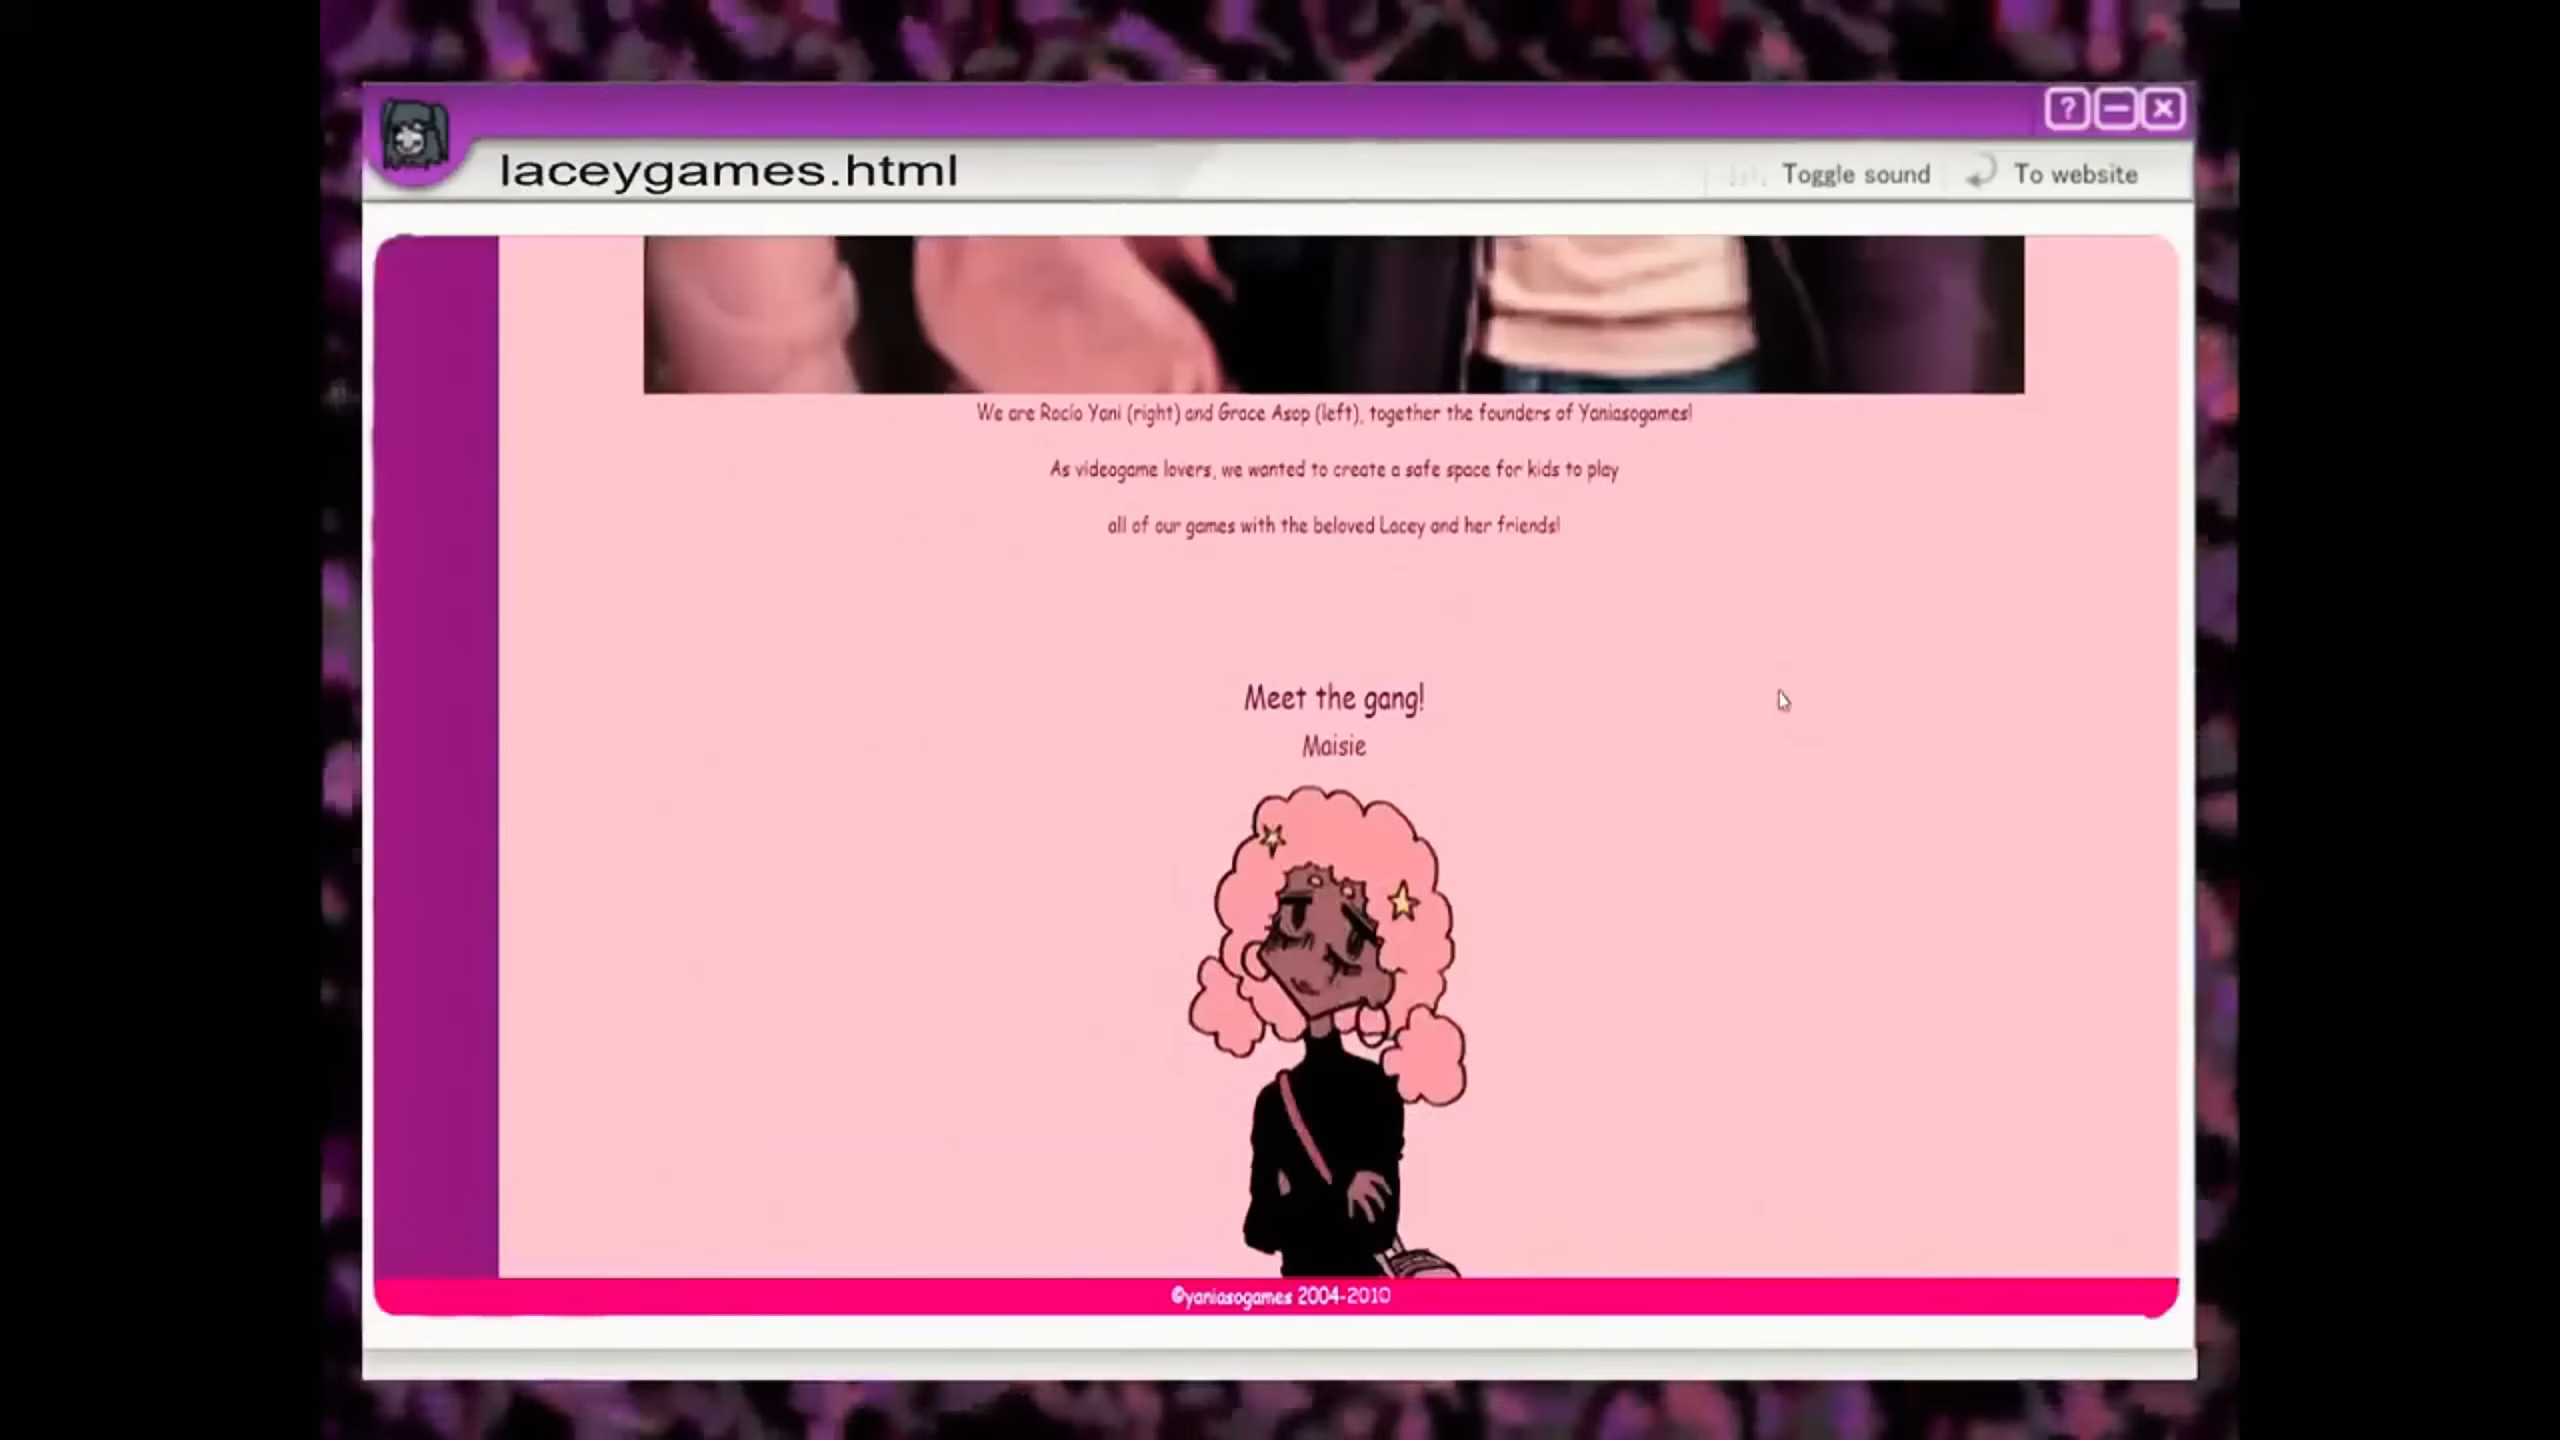 laceygames.html
Toggle sound
To website
We are Rocío Yani (right) and Grace Asop (left), together the founders of Yaniasogames!
As videogame lovers, we wanted to create a safe space for kids to play
all of our games with the beloved Lacey and her friends!
Meet the gang!
Maisie
©yaniasogames 2004-2010